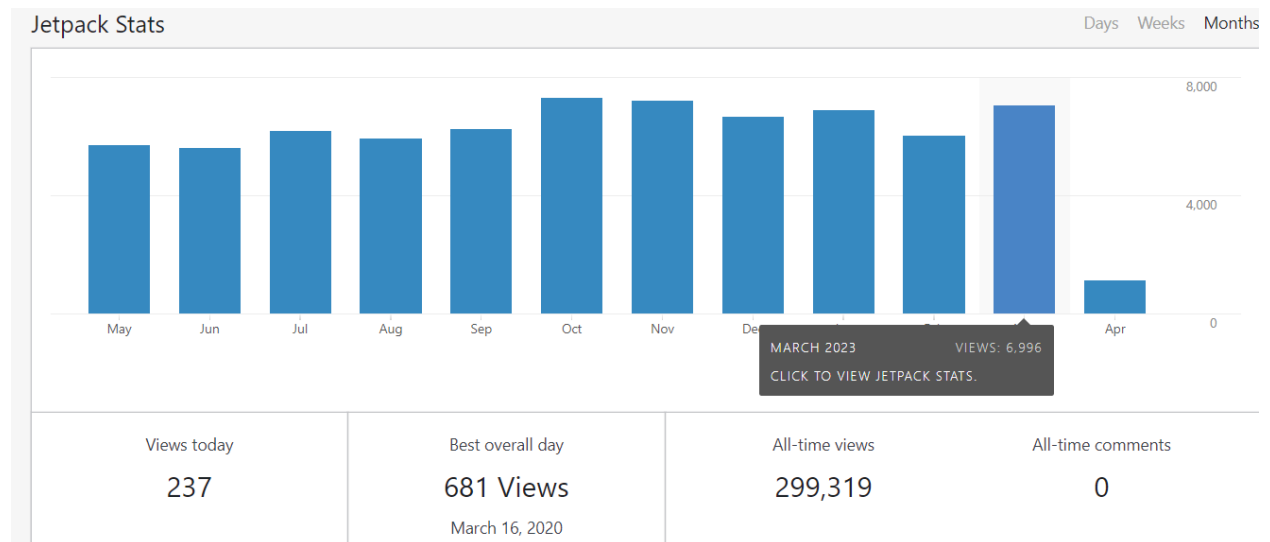 Jetpack Stats
Days Weeks Months
8,000
4,000
0
May Jun Jul Aug Sep Oct Nov Apr
MARCH 2023 VIEWS: 6,996
CLICK TO VIEW JETPACK STATS.
Views today Best overall day All-time views All-time comments
237 681 Views 299,319 0
March 16, 2020